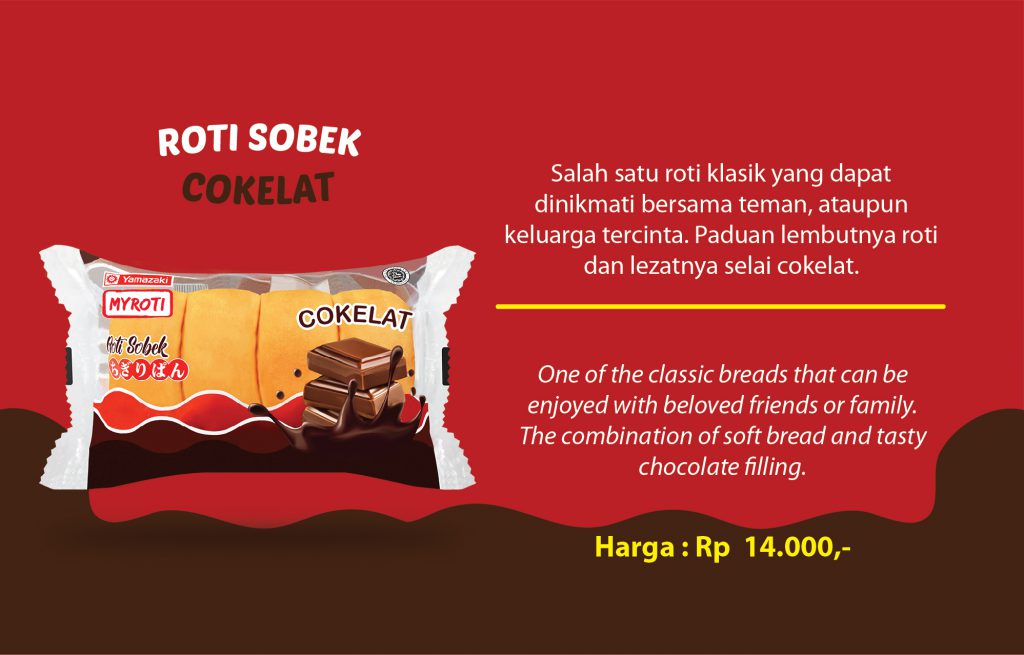 ROTI SOBEK
COKELAT
Salah satu roti klasik yang dapat
dinikmati bersama teman, ataupun
keluarga tercinta. Paduan lembutnya roti
dan lezatnya selai cokelat.
One of the classic breads that can be
enjoyed with beloved friends or family.
The combination of soft bread and tasty
chocolate filling.
Harga : Rp 14.000,-
Yamazaki
MYROTI
COKELAT
Roti Sobek
ちぎりぱん